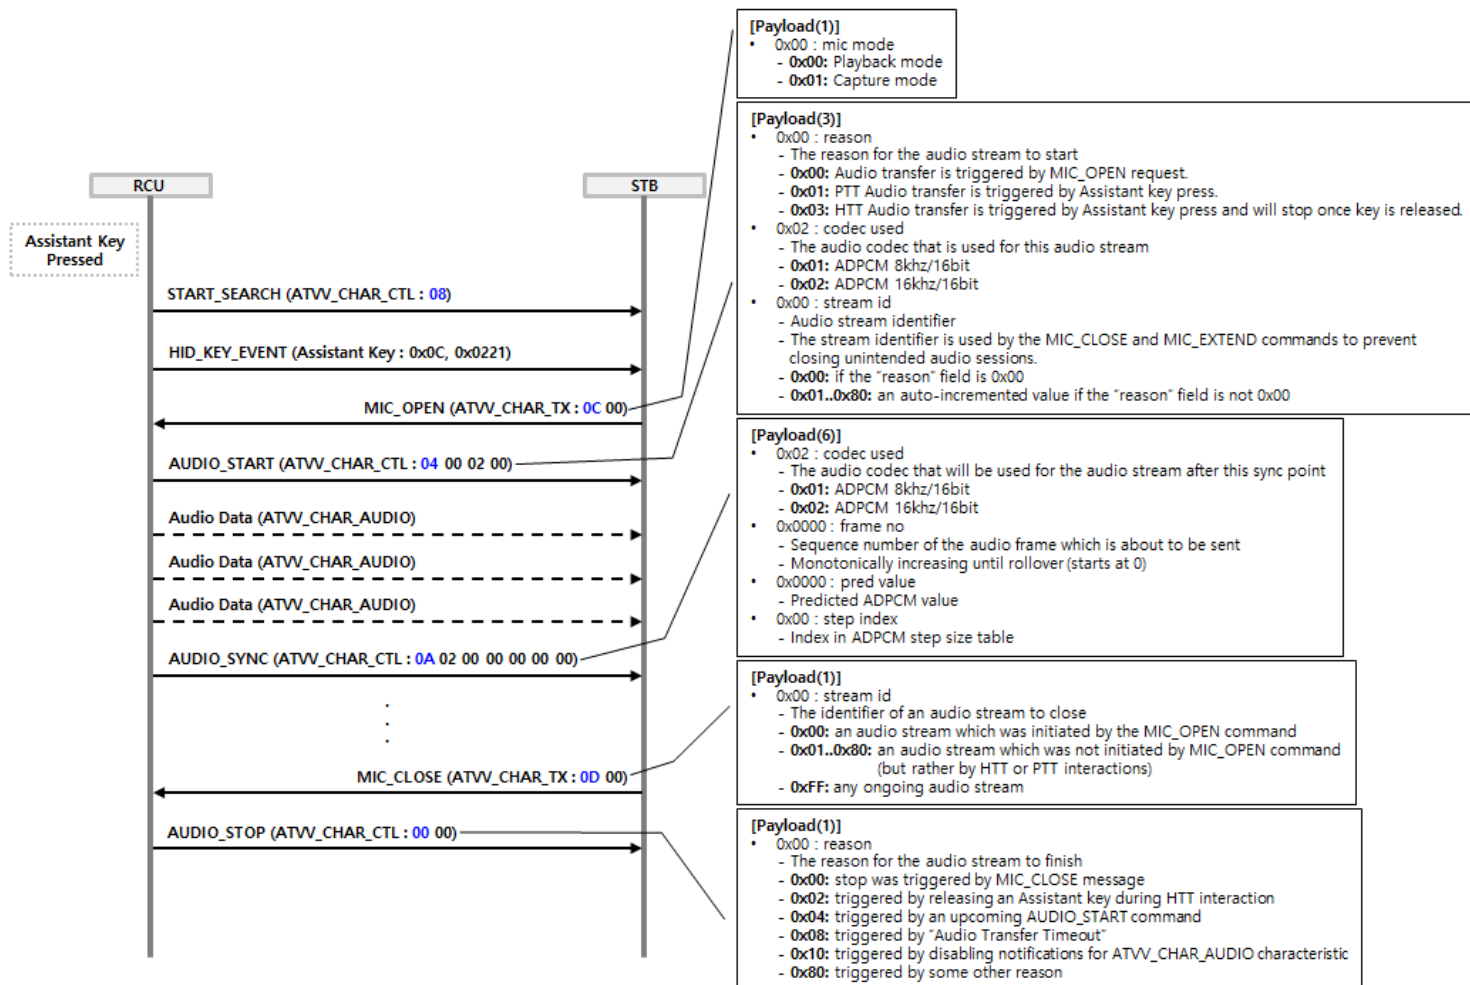 RCU
STB
Assistant Key
Pressed
START_SEARCH (ATVV_CHAR_CTL : 08)
HID_KEY_EVENT (Assistant Key : 0x0C, 0x0221)
MIC_OPEN (ATVV_CHAR_TX : 0C 00)
AUDIO_START (ATVV_CHAR_CTL : 04 00 02 00)
Audio Data (ATVV_CHAR_AUDIO)
Audio Data (ATVV_CHAR_AUDIO)
Audio Data (ATVV_CHAR_AUDIO)
AUDIO_SYNC (ATVV_CHAR_CTL : 0A 02 00 00 00 00 00)
.
.
.
MIC_CLOSE (ATVV_CHAR_TX : 0D 00)
AUDIO_STOP (ATVV_CHAR_CTL : 00 00)
[Payload(1)]
• 0x00 : mic mode
- 0x00: Playback mode
- 0x01: Capture mode
[Payload(3)]
• 0x00 : reason
- The reason for the audio stream to start
- 0x00: Audio transfer is triggered by MIC_OPEN request.
- 0x01: PTT Audio transfer is triggered by Assistant key press.
- 0x03: HTT Audio transfer is triggered by Assistant key press and will stop once key is released.
• 0x02 : codec used
- The audio codec that is used for this audio stream
- 0x01: ADPCM 8khz/16bit
- 0x02: ADPCM 16khz/16bit
• 0x00 : stream id
- Audio stream identifier
- The stream identifier is used by the MIC_CLOSE and MIC_EXTEND commands to prevent
closing unintended audio sessions.
- 0x00: if the "reason" field is 0x00
- 0x01..0x80: an auto-incremented value if the "reason" field is not 0x00
[Payload(6)]
• 0x02 : codec used
- The audio codec that will be used for the audio stream after this sync point
- 0x01: ADPCM 8khz/16bit
- 0x02: ADPCM 16khz/16bit
• 0x0000 : frame no
- Sequence number of the audio frame which is about to be sent
- Monotonically increasing until rollover (starts at 0)
• 0x0000 : pred value
- Predicted ADPCM value
• 0x00 : step index
- Index in ADPCM step size table
[Payload(1)]
• 0x00 : stream id
- The identifier of an audio stream to close
- 0x00: an audio stream which was initiated by the MIC_OPEN command
- 0x01..0x80: an audio stream which was not initiated by MIC_OPEN command
(but rather by HTT or PTT interactions)
- 0xFF: any ongoing audio stream
[Payload(1)]
• 0x00 : reason
- The reason for the audio stream to finish
- 0x00: stop was triggered by MIC_CLOSE message
- 0x02: triggered by releasing an Assistant key during HTT interaction
- 0x04: triggered by an upcoming AUDIO_START command
- 0x08: triggered by "Audio Transfer Timeout"
- 0x10: triggered by disabling notifications for ATVV_CHAR_AUDIO characteristic
- 0x80: triggered by some other reason